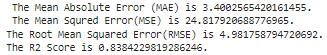 The Mean Absolute Error (MAE) is 3.4002565420161455.
The Mean Squred Error(MSE) is 24.817920688776965.
The Root Mean Squared Error(RMSE) is 4.981758794720692.
The R2 Score is 0.8384229819286246.